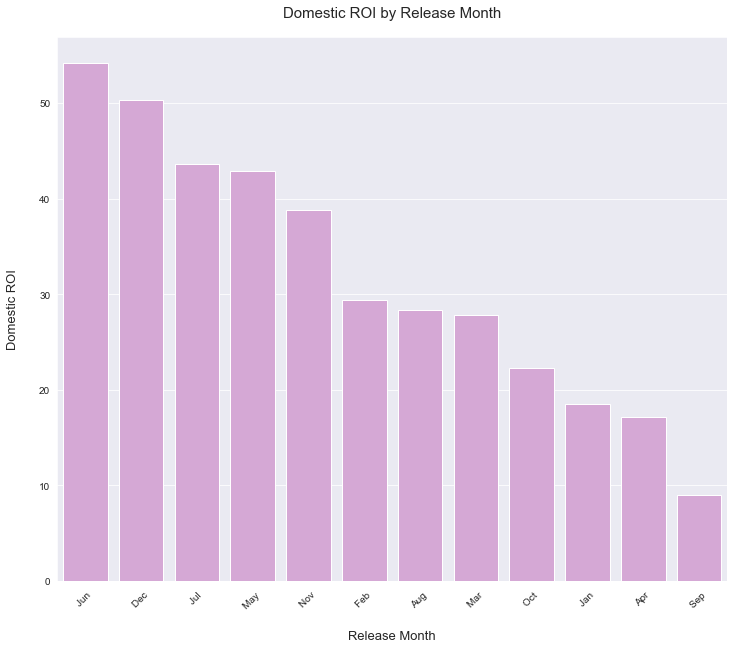 Domestic ROI by Release Month
Domestic ROI
50
40
30
20
10
0
Jun
Dec
Jul
May
Nov
Feb
Aug
Mar
Oct
Jan
Apr
Sep
Release Month